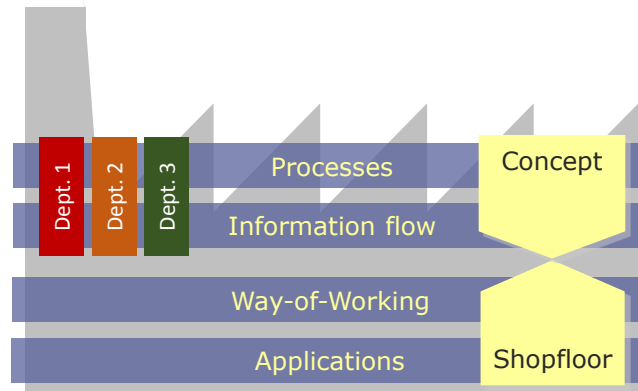 Dept. 1
Dept. 2
Dept. 3
Processes
Concept
Information flow
Way-of-Working
Applications
Shopfloor